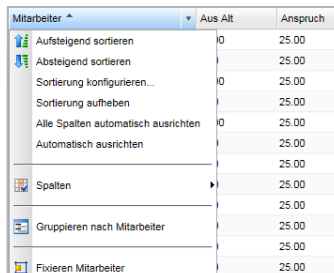 Mitarbeiter Aus Alt Anspruch
Aufsteigend sortieren 00 25.00
Absteigend sortieren 25.00
Sortierung konfigurieren... 00 25.00
Sortierung aufheben 25.00
Alle Spalten automatisch ausrichten 00 25.00
Automatisch ausrichten 25.00
25.00
Spalten 25.00
25.00
Gruppieren nach Mitarbeiter 25.00
25.00
Fixieren Mitarbeiter 25.00